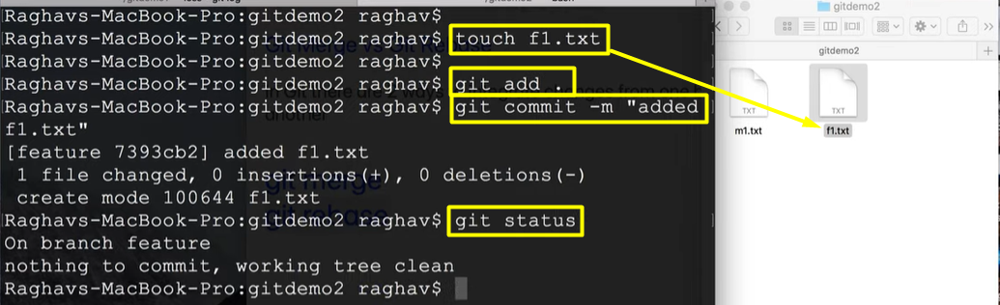 Raghavs-MacBook-Pro:gitdemo2 raghav$
Raghavs-MacBook-Pro:gitdemo2 raghav$ touch f1.txt
Raghavs-MacBook-Pro:gitdemo2 raghav$
Raghavs-MacBook-Pro:gitdemo2 raghav$ git add .
Raghavs-MacBook-Pro:gitdemo2 raghav$ git commit -m "added
f1.txt"
[feature 7393cb2] added f1.txt
1 file changed, 0 insertions(+), 0 deletions(-)
create mode 100644 f1.txt
Raghavs-MacBook-Pro:gitdemo2 raghav$ git status
On branch feature
nothing to commit, working tree clean
Raghavs-MacBook-Pro:gitdemo2 raghav$
git merge
git rebase
gitdemo2
gitdemo2
TXT
m1.txt
TXT
f1.txt